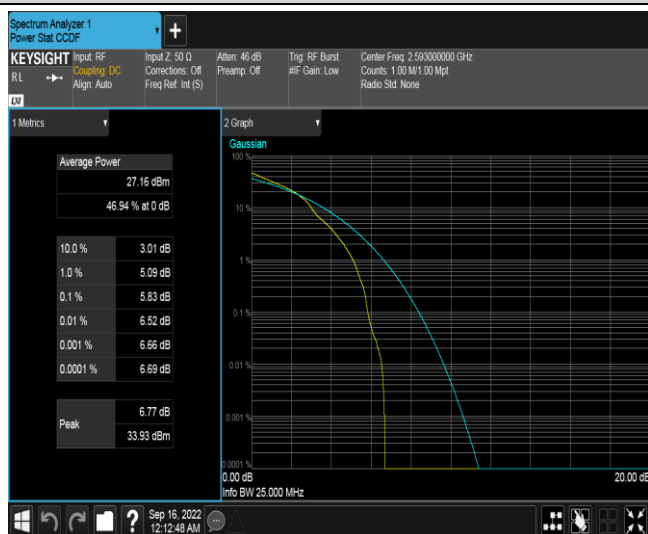 Spectrum Analyzer 1
Power Stat CCDF
+
KEYSIGHT
RL
LXI
Input: RF
Coupling: DC
Align: Auto
Input Z: 50 Ω
Corrections: Off
Freq Ref: Int (S)
Atten: 46 dB
Preamp: Off
Trig: RF Burst
#IF Gain: Low
Center Freq: 2.593000000 GHz
Counts: 1.00 M/1.00 Mpt
Radio Std: None
1 Metrics
Average Power
27.16 dBm
46.94 % at 0 dB
10.0 % 3.01 dB
1.0 % 5.09 dB
0.1 % 5.83 dB
0.01 % 6.52 dB
0.001 % 6.66 dB
0.0001 % 6.69 dB
Peak
6.77 dB
33.93 dBm
2 Graph
Gaussian
100 %
10 %
1 %
0.1 %
0.01 %
0.001 %
0.0001 %
0.00 dB
20.00 dB
Info BW 25.000 MHz
?
Sep 16, 2022
12:12:48 AM